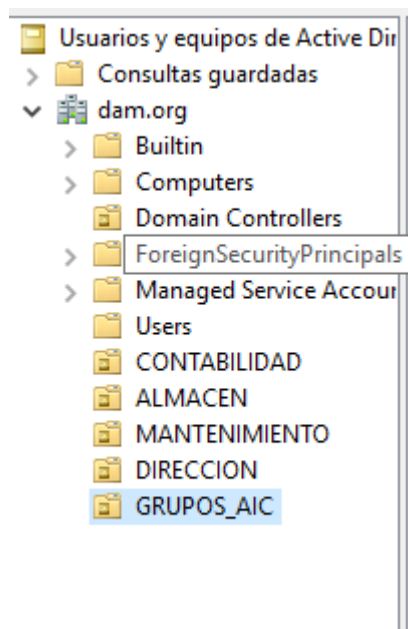 Usuarios y equipos de Active Dir
Consultas guardadas
dam.org
Builtin
Computers
Domain Controllers
ForeignSecurityPrincipals
Managed Service Accour
Users
CONTABILIDAD
ALMACEN
MANTENIMIENTO
DIRECCION
GRUPOS_AIC